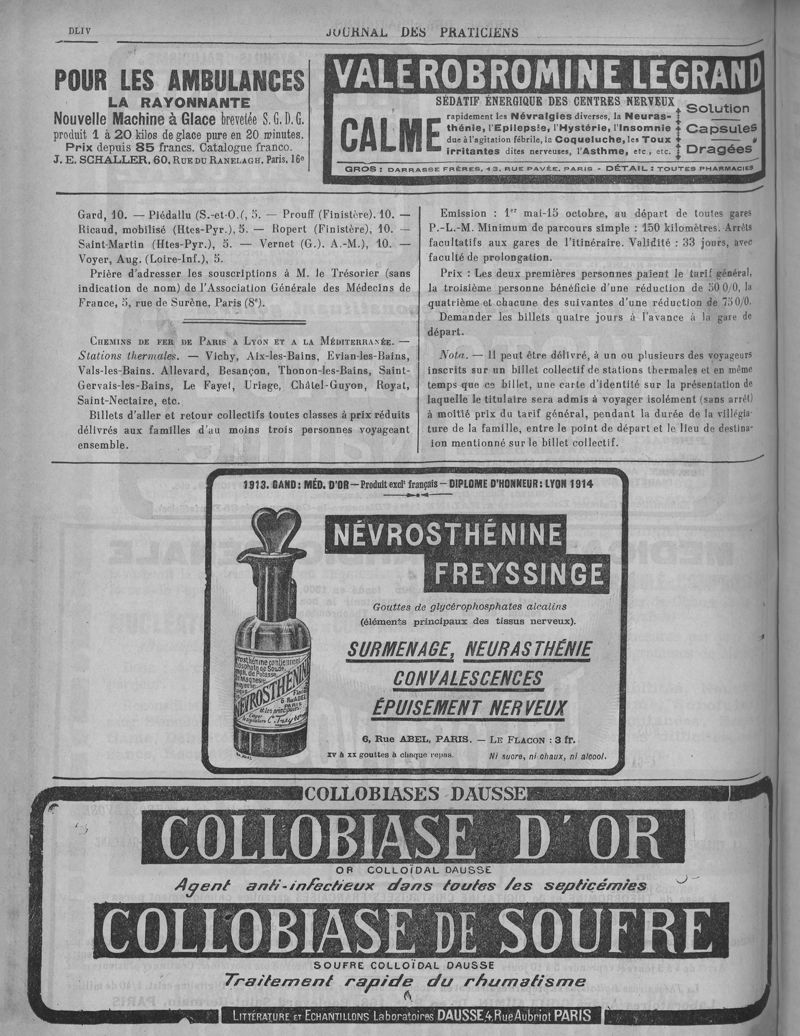 DLIV
JOURNAL DES PRATICIENS
POUR LES AMBULANCES
LA RAYONNANTE
Nouvelle Machine à Glace brevetée S. G. D. G.
produit 1 à 20 kilos de glace pure en 20 minutes.
Prix depuis 85 francs. Catalogue franco.
J. E. SCHALLER, 60, RUE DU RANELAGH, PARIS, 16e
VALEROBROMINE LEGRAND
SÉDATIF ÉNERGIQUE DES CENTRES NERVEUX
CALME
rapidement les Névralgies diverses, la Neuras-
thénie, l'Epilepsie, l'Hystérie, l'Insomnie
due à l'agitation fébrile, la Coqueluche, les Toux
irritantes dites nerveuses, l'Asthme, etc., etc.
Solution
Capsules
Dragées
GROS : DARRASSE FRÈRES, 13, RUE PAVÉE, PARIS - DÉTAIL : TOUTES PHARMACIES
Gard, 10. — Piédallu (S.-et-O.(, 5. — Prouff (Finistère). 10. —
Ricaud, mobilisé (Htes-Pyr.), 5. — Ropert (Finistère), 10. —
Saint-Martin (Htes-Pyr.), 5. — Vernet (G.). A.-M.), 10. —
Voyer, Aug. (Loire-Inf.), 5.
Prière d'adresser les souscriptions à M. le Trésorier (sans
indication de nom) de l'Association Générale des Médecins de
France, 5, rue de Surène, Paris (8e).
CHEMINS DE FER DE PARIS A LYON ET A LA MÉDITERRANÉE. —
Stations thermales. — Vichy, Aix-les-Bains, Evian-les-Bains,
Vals-les-Bains. Allevard, Besançon, Thonon-les-Bains, Saint-
Gervais-les-Bains, Le Fayet, Uriage, Châtel-Guyon, Royat,
Saint-Nectaire, etc.
Billets d'aller et retour collectifs toutes classes à prix réduits
délivrés aux familles d'au moins trois personnes voyageant
ensemble.
Emission : 1er mai-15 octobre, au départ de toutes gares
P.-L.-M. Minimum de parcours simple : 150 kilomètres. Arrêts
facultatifs aux gares de l'itinéraire. Validité : 33 jours, avec
faculté de prolongation.
Prix : Les deux premières personnes paient le tarif général,
la troisième personne bénéficie d'une réduction de 50 0/0, la
quatrième et chacune des suivantes d'une réduction de 75 0/0.
Demander les billets quatre jours à l'avance à la gare de
départ.
Nota. — Il peut être délivré, à un ou plusieurs des voyageurs
inscrits sur un billet collectif de stations thermales et en même
temps que ce billet, une carte d'identité sur la présentation de
laquelle le titulaire sera admis à voyager isolément (sans arrêt)
à moitié prix du tarif général, pendant la durée de la villégia-
ture de la famille, entre le point de départ et le lieu de destina-
ion mentionné sur le billet collectif.
1913. GAND : MÉD. D'OR — Produit exclt français — DIPLOME D'HONNEUR : LYON 1914
NÉVROSTHÉNINE
FREYSSINGE
Gouttes de glycérophosphates alcalins
(éléments principaux des tissus nerveux).
SURMENAGE, NEURASTHÉNIE
CONVALESCENCES
ÉPUISEMENT NERVEUX
6, Rue ABEL, PARIS. — LE FLACON : 3 fr.
XV à XX gouttes à chaque repas. Ni sucre, ni chaux, ni alcool.
NÉVROSTHÉNINE
PARIS
COLLOBIASES DAUSSE
COLLOBIASE D'OR
OR COLLOÏDAL DAUSSE
Agent anti-infectieux dans toutes les septicémies
COLLOBIASE DE SOUFRE
SOUFRE COLLOÏDAL DAUSSE
Traitement rapide du rhumatisme
LITTÉRATURE ET ECHANTILLONS Laboratoires DAUSSE, 4, Rue Aubriot PARIS